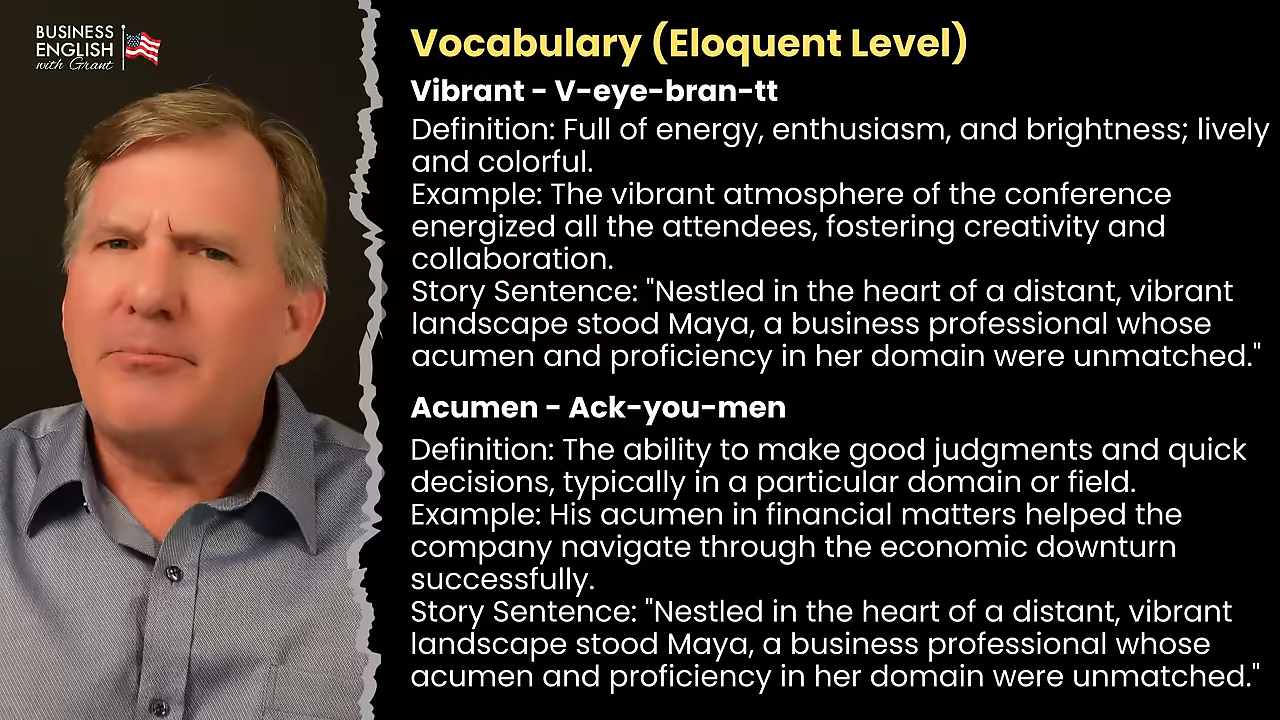 BUSINESS
ENGLISH
with Grant
Vocabulary (Eloquent Level)
Vibrant - V-eye-bran-tt
Definition: Full of energy, enthusiasm, and brightness; lively
and colorful.
Example: The vibrant atmosphere of the conference
energized all the attendees, fostering creativity and
collaboration.
Story Sentence: "Nestled in the heart of a distant, vibrant
landscape stood Maya, a business professional whose
acumen and proficiency in her domain were unmatched."
Acumen - Ack-you-men
Definition: The ability to make good judgments and quick
decisions, typically in a particular domain or field.
Example: His acumen in financial matters helped the
company navigate through the economic downturn
successfully.
Story Sentence: "Nestled in the heart of a distant, vibrant
landscape stood Maya, a business professional whose
acumen and proficiency in her domain were unmatched."